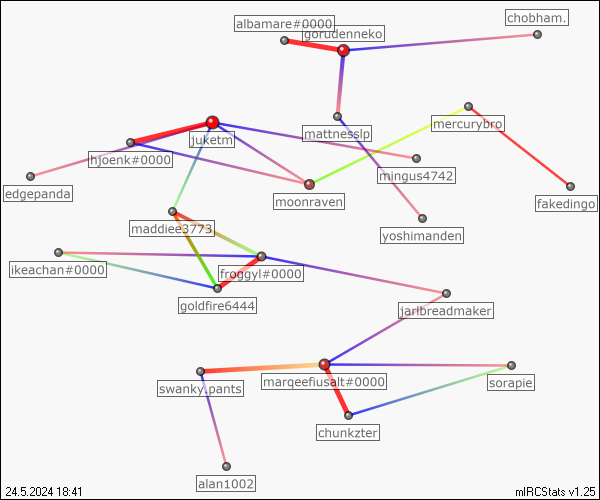 albamare#0000
chobham.
gorudenneko
mattnesslp
mercurybro
juketm
hjoenk#0000
mingus4742
edgepanda
moonraven
fakedingo
maddiee3773
yoshimanden
ikeachan#0000
froggyl#0000
goldfire6444
jarlbreadmaker
swanky.pants
marqeefiusalt#0000
sorapie
chunkzter
alan1002
24.5.2024 18:41
mIRCStats v1.25